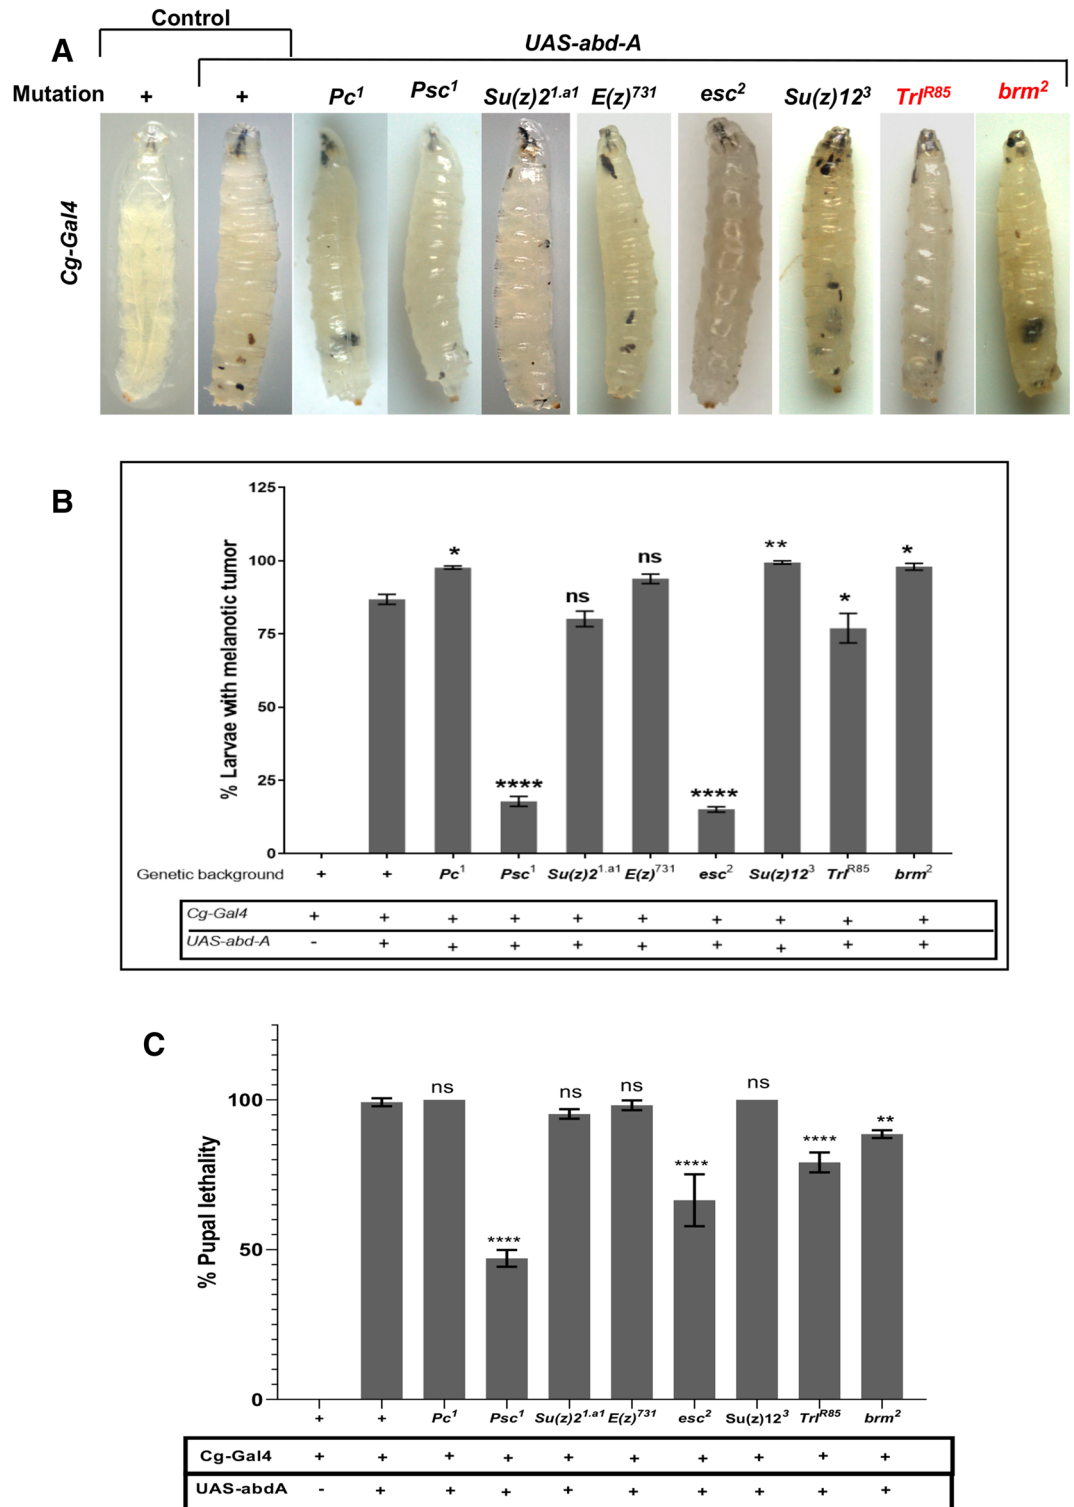 Control
A
UAS-abd-A
Mutation + + Pc¹ Psc¹ Su(z)2¹·ᵃ¹ E(z)⁷³¹ esc² Su(z)12³ Trlᴿ⁸⁵ brm²
Cg-Gal4
B
125
100
75
50
25
0
% Larvae with melanotic tumor
* **** ns ns **** ** * *
Genetic background + + Pc¹ Psc¹ Su(z)2¹·ᵃ¹ E(z)⁷³¹ esc² Su(z)12³ Trlᴿ⁸⁵ brm²
Cg-Gal4 + + + + + + + + + +
UAS-abd-A - + + + + + + + + +
C
100
50
0
% Pupal lethality
ns **** ns ns **** ns **** **
+ + Pc¹ Psc¹ Su(z)2¹·ᵃ¹ E(z)⁷³¹ esc² Su(z)12³ Trlᴿ⁸⁵ brm²
Cg-Gal4 + + + + + + + + + +
UAS-abdA - + + + + + + + + +